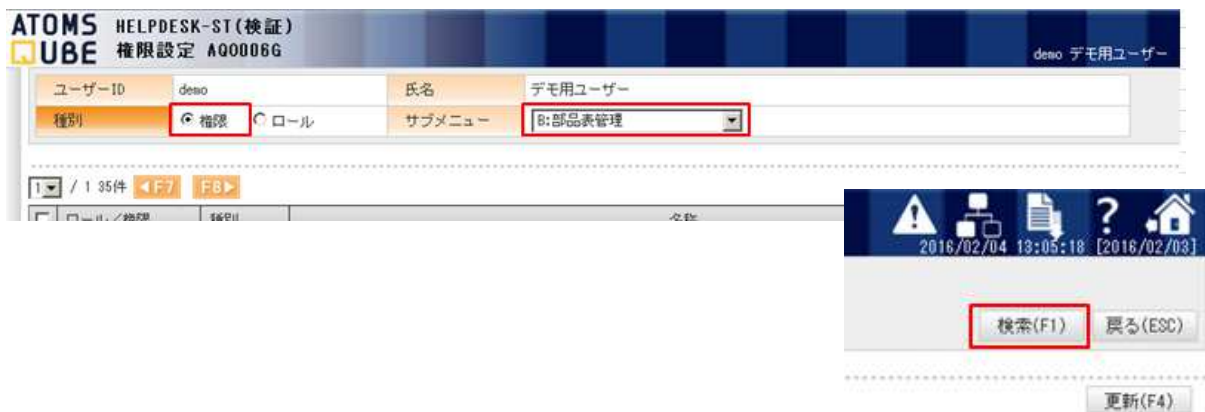 ATOMS QUBE
HELPDESK-ST(検証)
権限設定 AQ0006G
demo デモ用ユーザー
ユーザーID demo 氏名 デモ用ユーザー
種別 権限 ロール サブメニュー B:部品表管理
1 / 1 35件 F7 F8
ロール/権限 種別 名称
?
2016/02/04 13:05:18 [2016/02/03]
検索(F1) 戻る(ESC)
更新(F4)